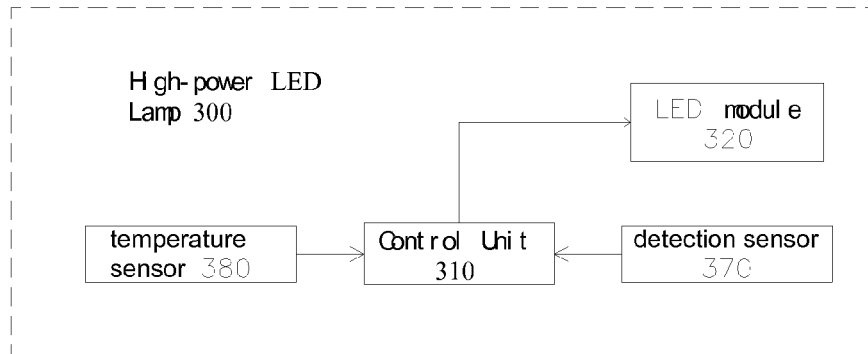 High-power LED
Lamp 300
LED module
320
temperature
sensor 380
Control Unit
310
detection sensor
370